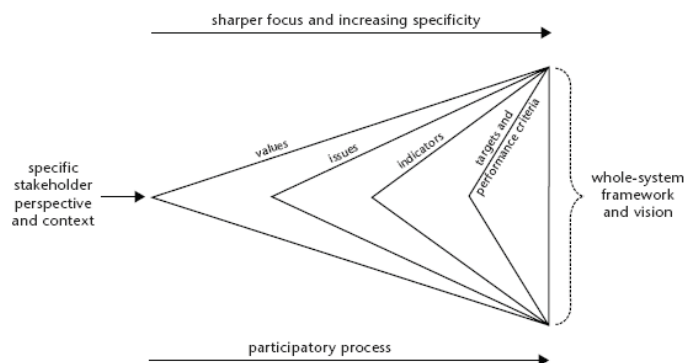 sharper focus and increasing specificity
values
issues
indicators
targets and
performance criteria
specific
stakeholder
perspective
and context
whole-system
framework
and vision
participatory process